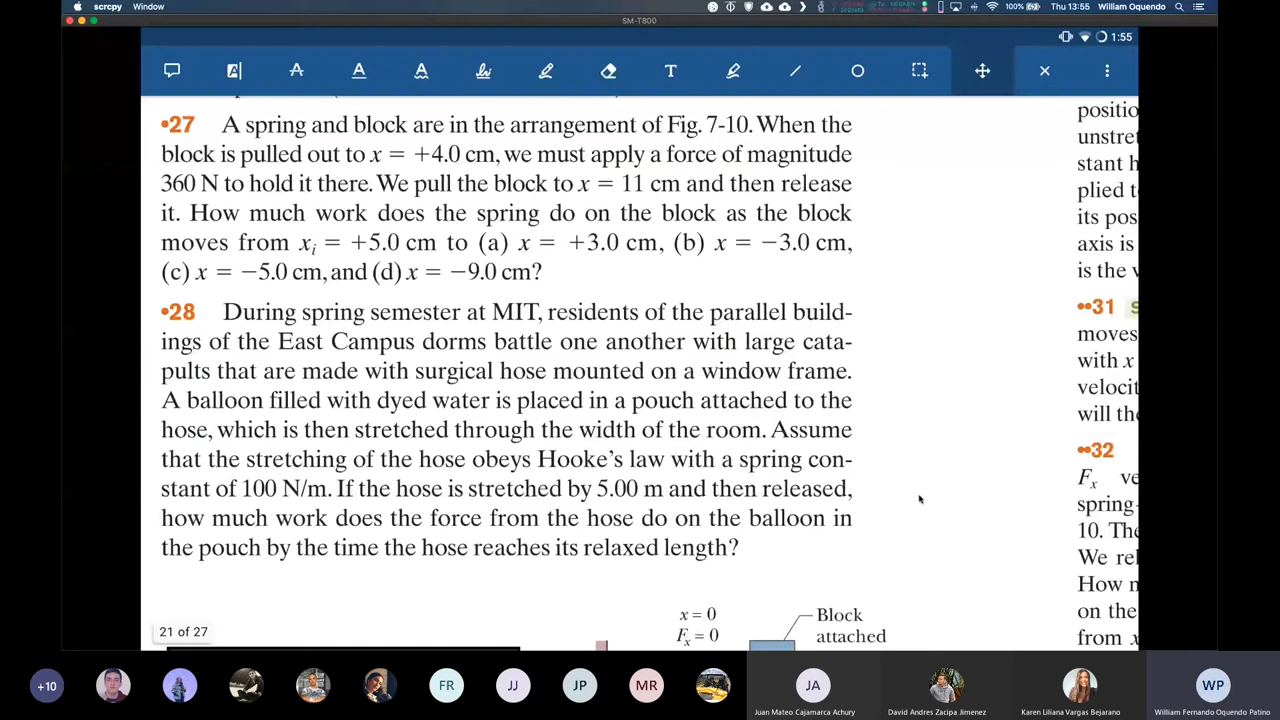 scrcpy Window
100% Thu 13:55 William Oquendo
SM-T800
1:55
T
•27 A spring and block are in the arrangement of Fig. 7-10. When the
block is pulled out to x = +4.0 cm, we must apply a force of magnitude
360 N to hold it there. We pull the block to x = 11 cm and then release
it. How much work does the spring do on the block as the block
moves from xᵢ = +5.0 cm to (a) x = +3.0 cm, (b) x = −3.0 cm,
(c) x = −5.0 cm, and (d) x = −9.0 cm?
•28 During spring semester at MIT, residents of the parallel build-
ings of the East Campus dorms battle one another with large cata-
pults that are made with surgical hose mounted on a window frame.
A balloon filled with dyed water is placed in a pouch attached to the
hose, which is then stretched through the width of the room. Assume
that the stretching of the hose obeys Hooke's law with a spring con-
stant of 100 N/m. If the hose is stretched by 5.00 m and then released,
how much work does the force from the hose do on the balloon in
the pouch by the time the hose reaches its relaxed length?
x = 0
Fₓ = 0
Block
attached
21 of 27
positio
unstret
stant h
plied to
its pos
axis is
is the v
••31 S
moves
with x
velocit
will the
••32
Fₓ ve
spring-
10. The
We rel
How m
on the
from x
+10
FR
JJ
JP
MR
JA
Juan Mateo Cajamarca Achury
David Andres Zacipa Jimenez
Karen Liliana Vargas Bejarano
WP
William Fernando Oquendo Patino